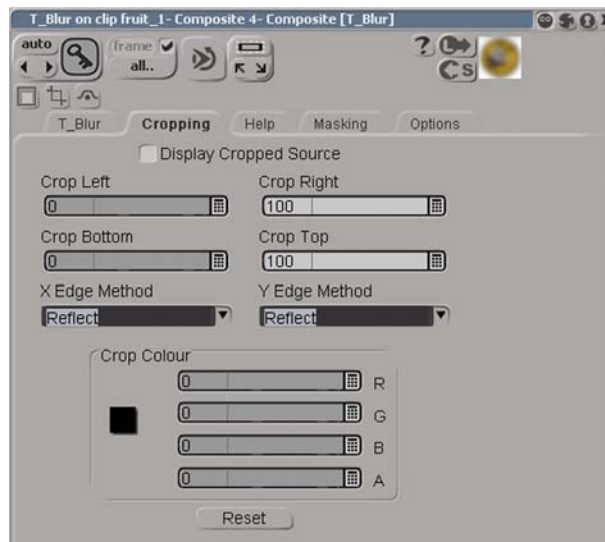 T_Blur on clip fruit_1- Composite 4- Composite [T_Blur]
auto
frame
all..
?
L
C S
T_Blur Cropping Help Masking Options
Display Cropped Source
Crop Left Crop Right
0 100
Crop Bottom Crop Top
0 100
X Edge Method Y Edge Method
Reflect Reflect
Crop Colour
0 R
0 G
0 B
0 A
Reset